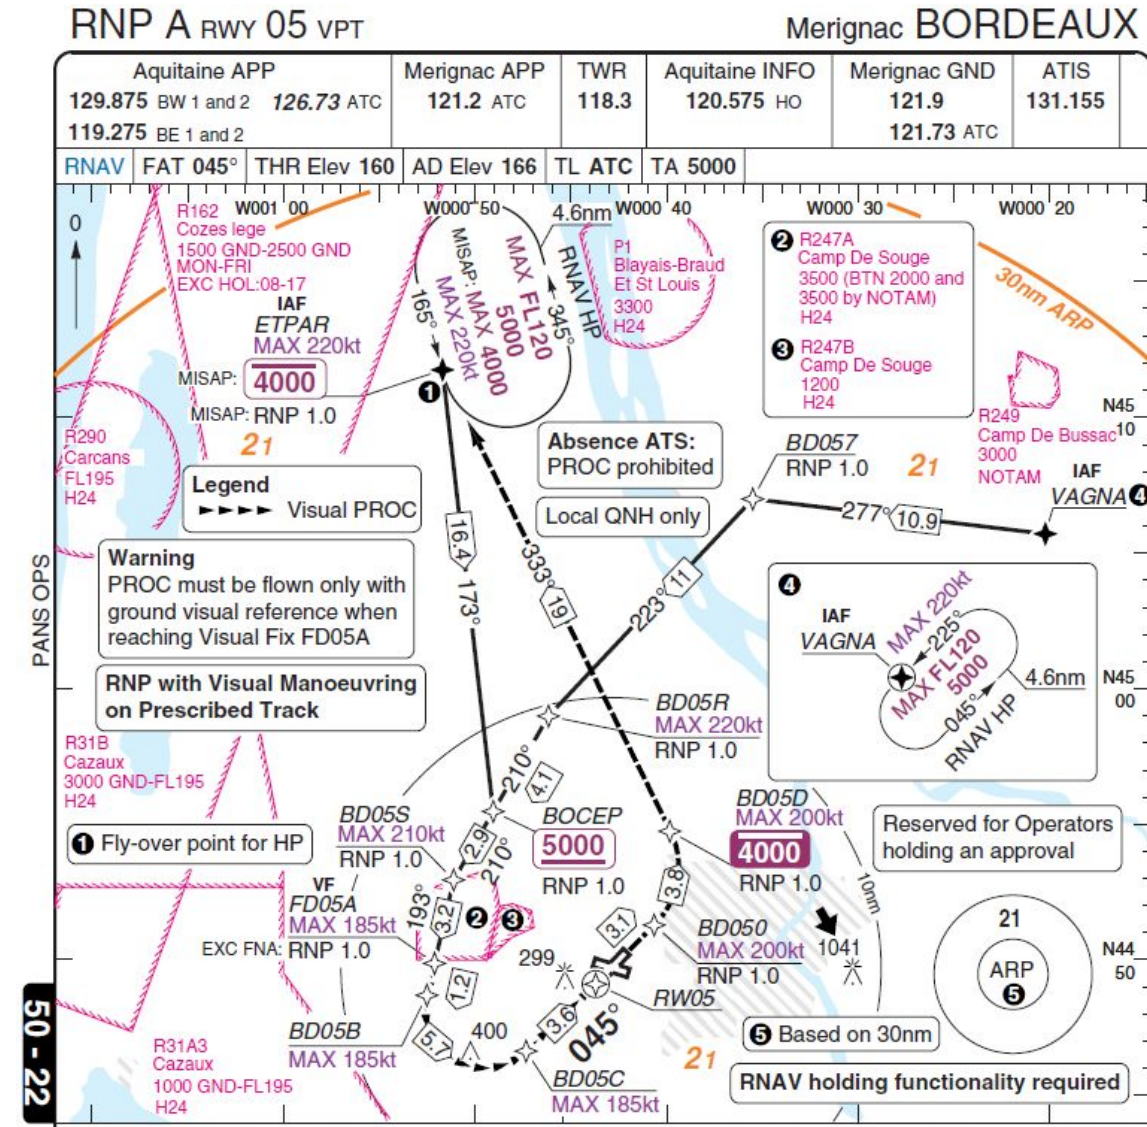 RNP A RWY 05 VPT
Merignac BORDEAUX
Aquitaine APP
129.875 BW 1 and 2 126.73 ATC
119.275 BE 1 and 2
Merignac APP
121.2 ATC
TWR
118.3
Aquitaine INFO
120.575 HO
Merignac GND
121.9
121.73 ATC
ATIS
131.155
RNAV
FAT 045°
THR Elev 160
AD Elev 166
TL ATC
TA 5000
W001 00
W000 50
W000 40
W000 30
W000 20
0
R162
Cozes lege
1500 GND-2500 GND
MON-FRI
EXC HOL:08-17
IAF
ETPAR
MAX 220kt
MISAP: 4000
MISAP: RNP 1.0
21
4.6nm
RNAV HP
345°
MAX FL120
5000
MISAP: MAX 4000
MAX 220kt
165°
1
P1
Blayais-Braud
Et St Louis
3300
H24
2 R247A
Camp De Souge
3500 (BTN 2000 and
3500 by NOTAM)
H24
3 R247B
Camp De Souge
1200
H24
30nm ARP
R249
Camp De Bussac
3000
NOTAM
N45
10
R290
Carcans
FL195
H24
Legend
Visual PROC
Absence ATS:
PROC prohibited
Local QNH only
BD057
RNP 1.0
21
IAF
VAGNA 4
277°
10.9
11
223°
16.4
173°
333°
19
PANS OPS
Warning
PROC must be flown only with
ground visual reference when
reaching Visual Fix FD05A
RNP with Visual Manoeuvring
on Prescribed Track
4
IAF
VAGNA
MAX 220kt
225°
MAX FL120
5000
045°
RNAV HP
4.6nm
N45
00
R31B
Cazaux
3000 GND-FL195
H24
BD05R
MAX 220kt
RNP 1.0
210°
4.1
1 Fly-over point for HP
BD05S
MAX 210kt
RNP 1.0
2.9
210°
BOCEP
5000
RNP 1.0
BD05D
MAX 200kt
4000
RNP 1.0
Reserved for Operators
holding an approval
10nm
VF
FD05A
MAX 185kt
EXC FNA: RNP 1.0
193°
3.2
2
3
3.8
3.1
BD050
MAX 200kt
RNP 1.0
1041
21
ARP
5
N44
50
299
RW05
1.2
BD05B
MAX 185kt
5.7
400
3.6
045°
BD05C
MAX 185kt
21
5 Based on 30nm
RNAV holding functionality required
R31A3
Cazaux
1000 GND-FL195
H24
50 - 22